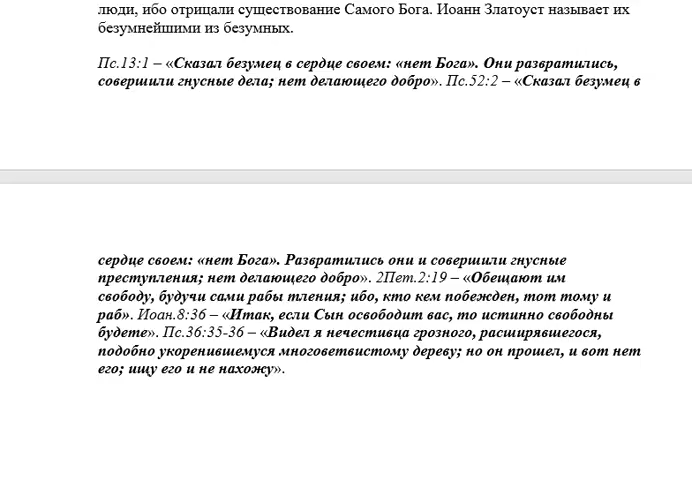 люди, ибо отрицали существование Самого Бога. Иоанн Златоуст называет их
безумнейшими из безумных.
Пс.13:1 – «Сказал безумец в сердце своем: «нет Бога». Они развратились,
совершили гнусные дела; нет делающего добро». Пс.52:2 – «Сказал безумец в
сердце своем: «нет Бога». Развратились они и совершили гнусные
преступления; нет делающего добро». 2Пет.2:19 – «Обещают им
свободу, будучи сами рабы тления; ибо, кто кем побежден, тот тому и
раб». Иоан.8:36 – «Итак, если Сын освободит вас, то истинно свободны
будете». Пс.36:35-36 – «Видел я нечестивца грозного, расширявшегося,
подобно укоренившемуся многоветвистому дереву; но он прошел, и вот нет
его; ищу его и не нахожу».